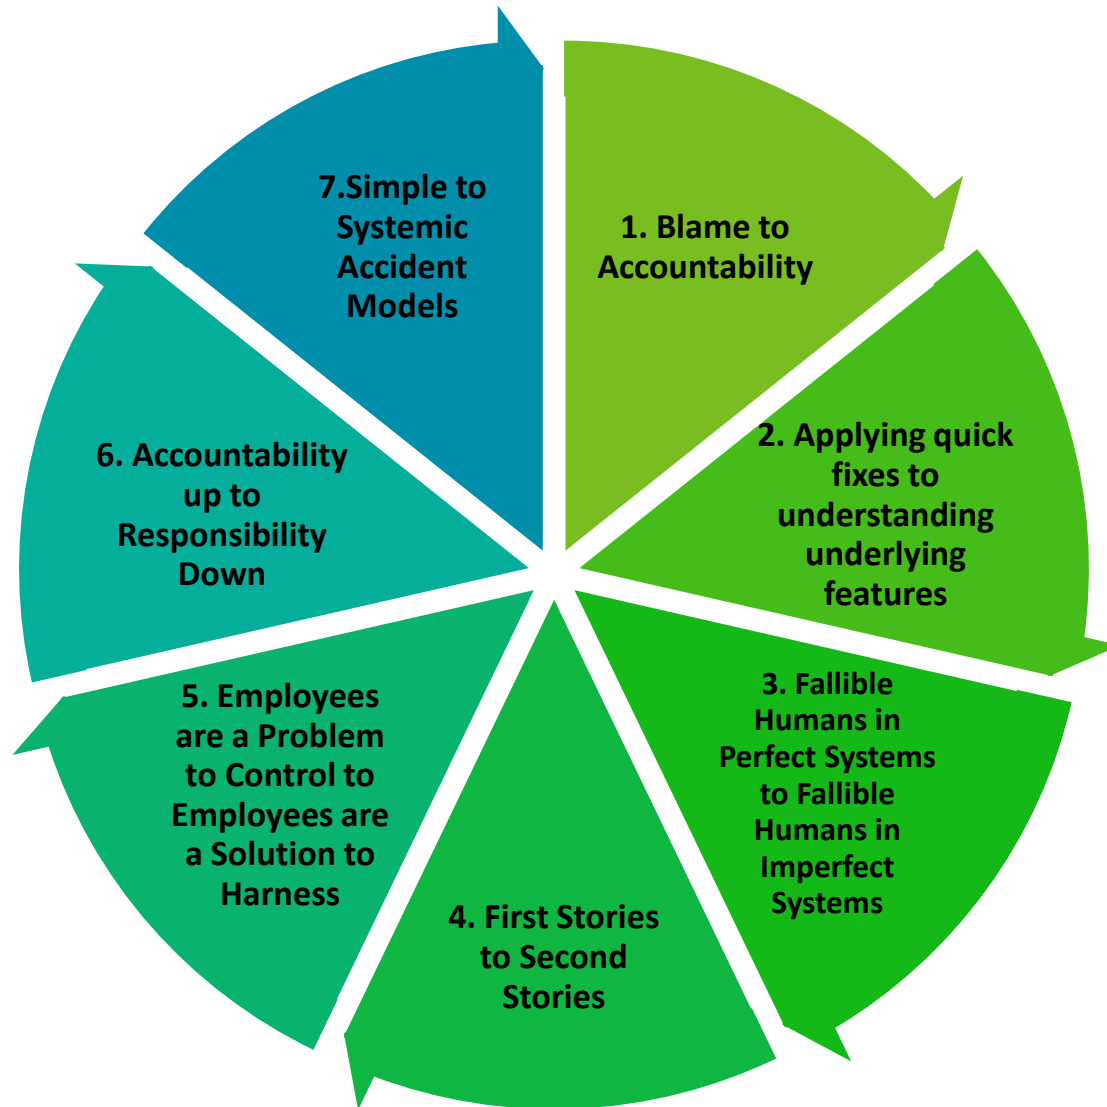 1. Blame to
Accountability
2. Applying quick
fixes to
understanding
underlying
features
3. Fallible
Humans in
Perfect Systems
to Fallible
Humans in
Imperfect
Systems
4. First Stories
to Second
Stories
5. Employees
are a Problem
to Control to
Employees are
a Solution to
Harness
6. Accountability
up to
Responsibility
Down
7.Simple to
Systemic
Accident
Models